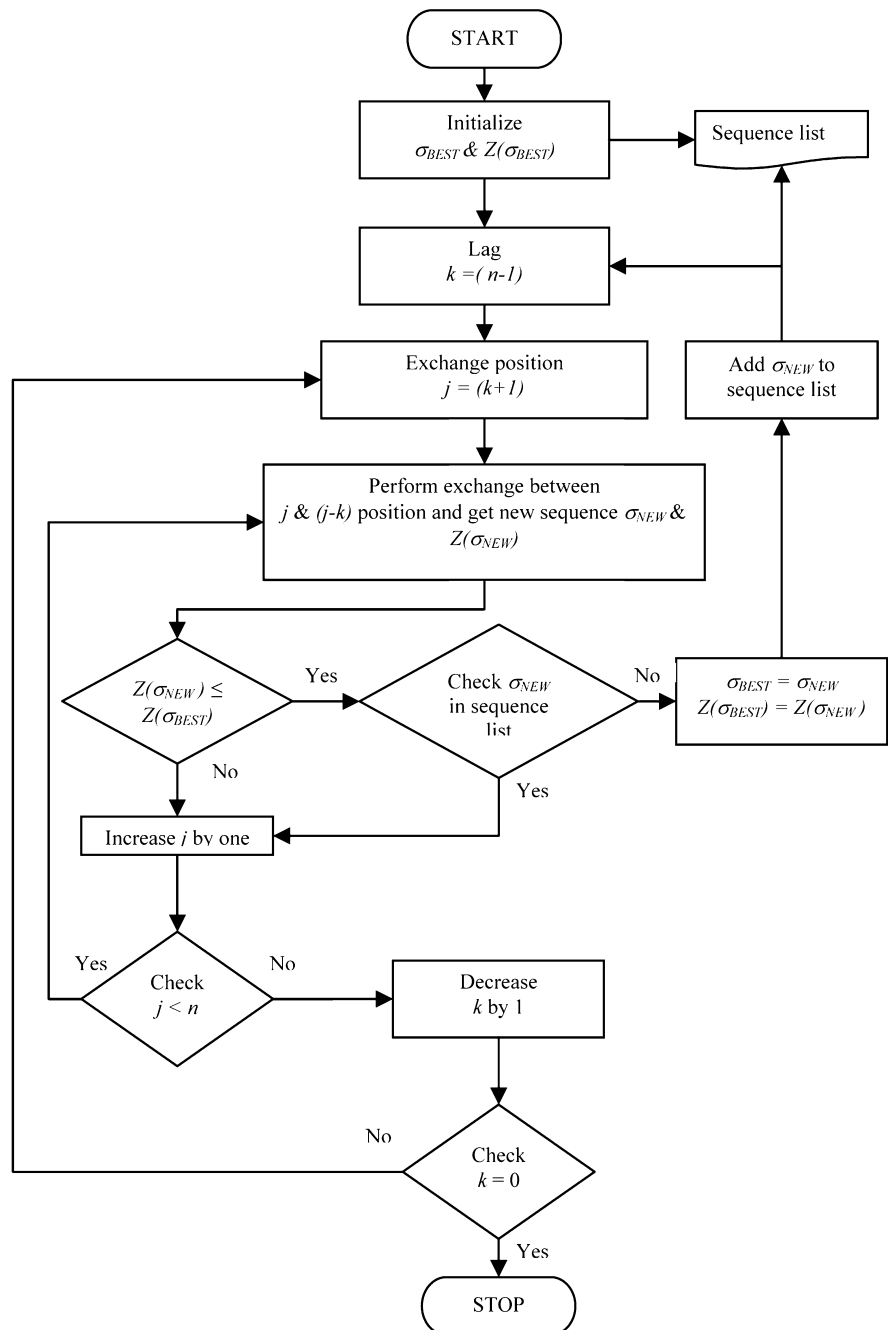 START
Initialize
σBEST & Z(σBEST)
Sequence list
Lag
k =( n-1)
Exchange position
j = (k+1)
Add σNEW to
sequence list
Perform exchange between
j & (j-k) position and get new sequence σNEW &
Z(σNEW)
Z(σNEW) ≤
Z(σBEST)
Yes
Check σNEW
in sequence
list
No
σBEST = σNEW
Z(σBEST) = Z(σNEW)
No
Yes
Increase j by one
Yes
Check
j < n
No
Decrease
k by 1
No
Check
k = 0
Yes
STOP